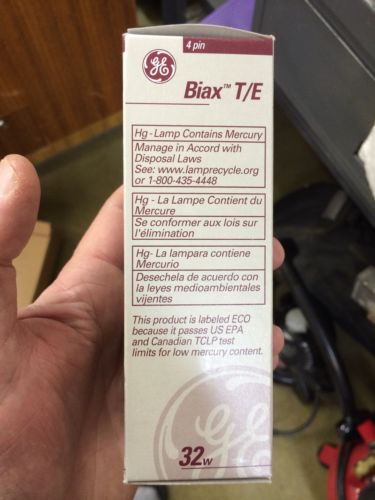 4 pin
GE
Biax™ T/E
Hg - Lamp Contains Mercury
Manage in Accord with
Disposal Laws
See: www.lamprecycle.org
or 1-800-435-4448
Hg - La Lampe Contient du
Mercure
Se conformer aux lois sur
l'élimination
Hg- La lampara contiene
Mercurio
Desechela de acuerdo con
la leyes medioambientales
vijentes
This product is labeled ECO
because it passes US EPA
and Canadian TCLP test
limits for low mercury content.
GE
32w